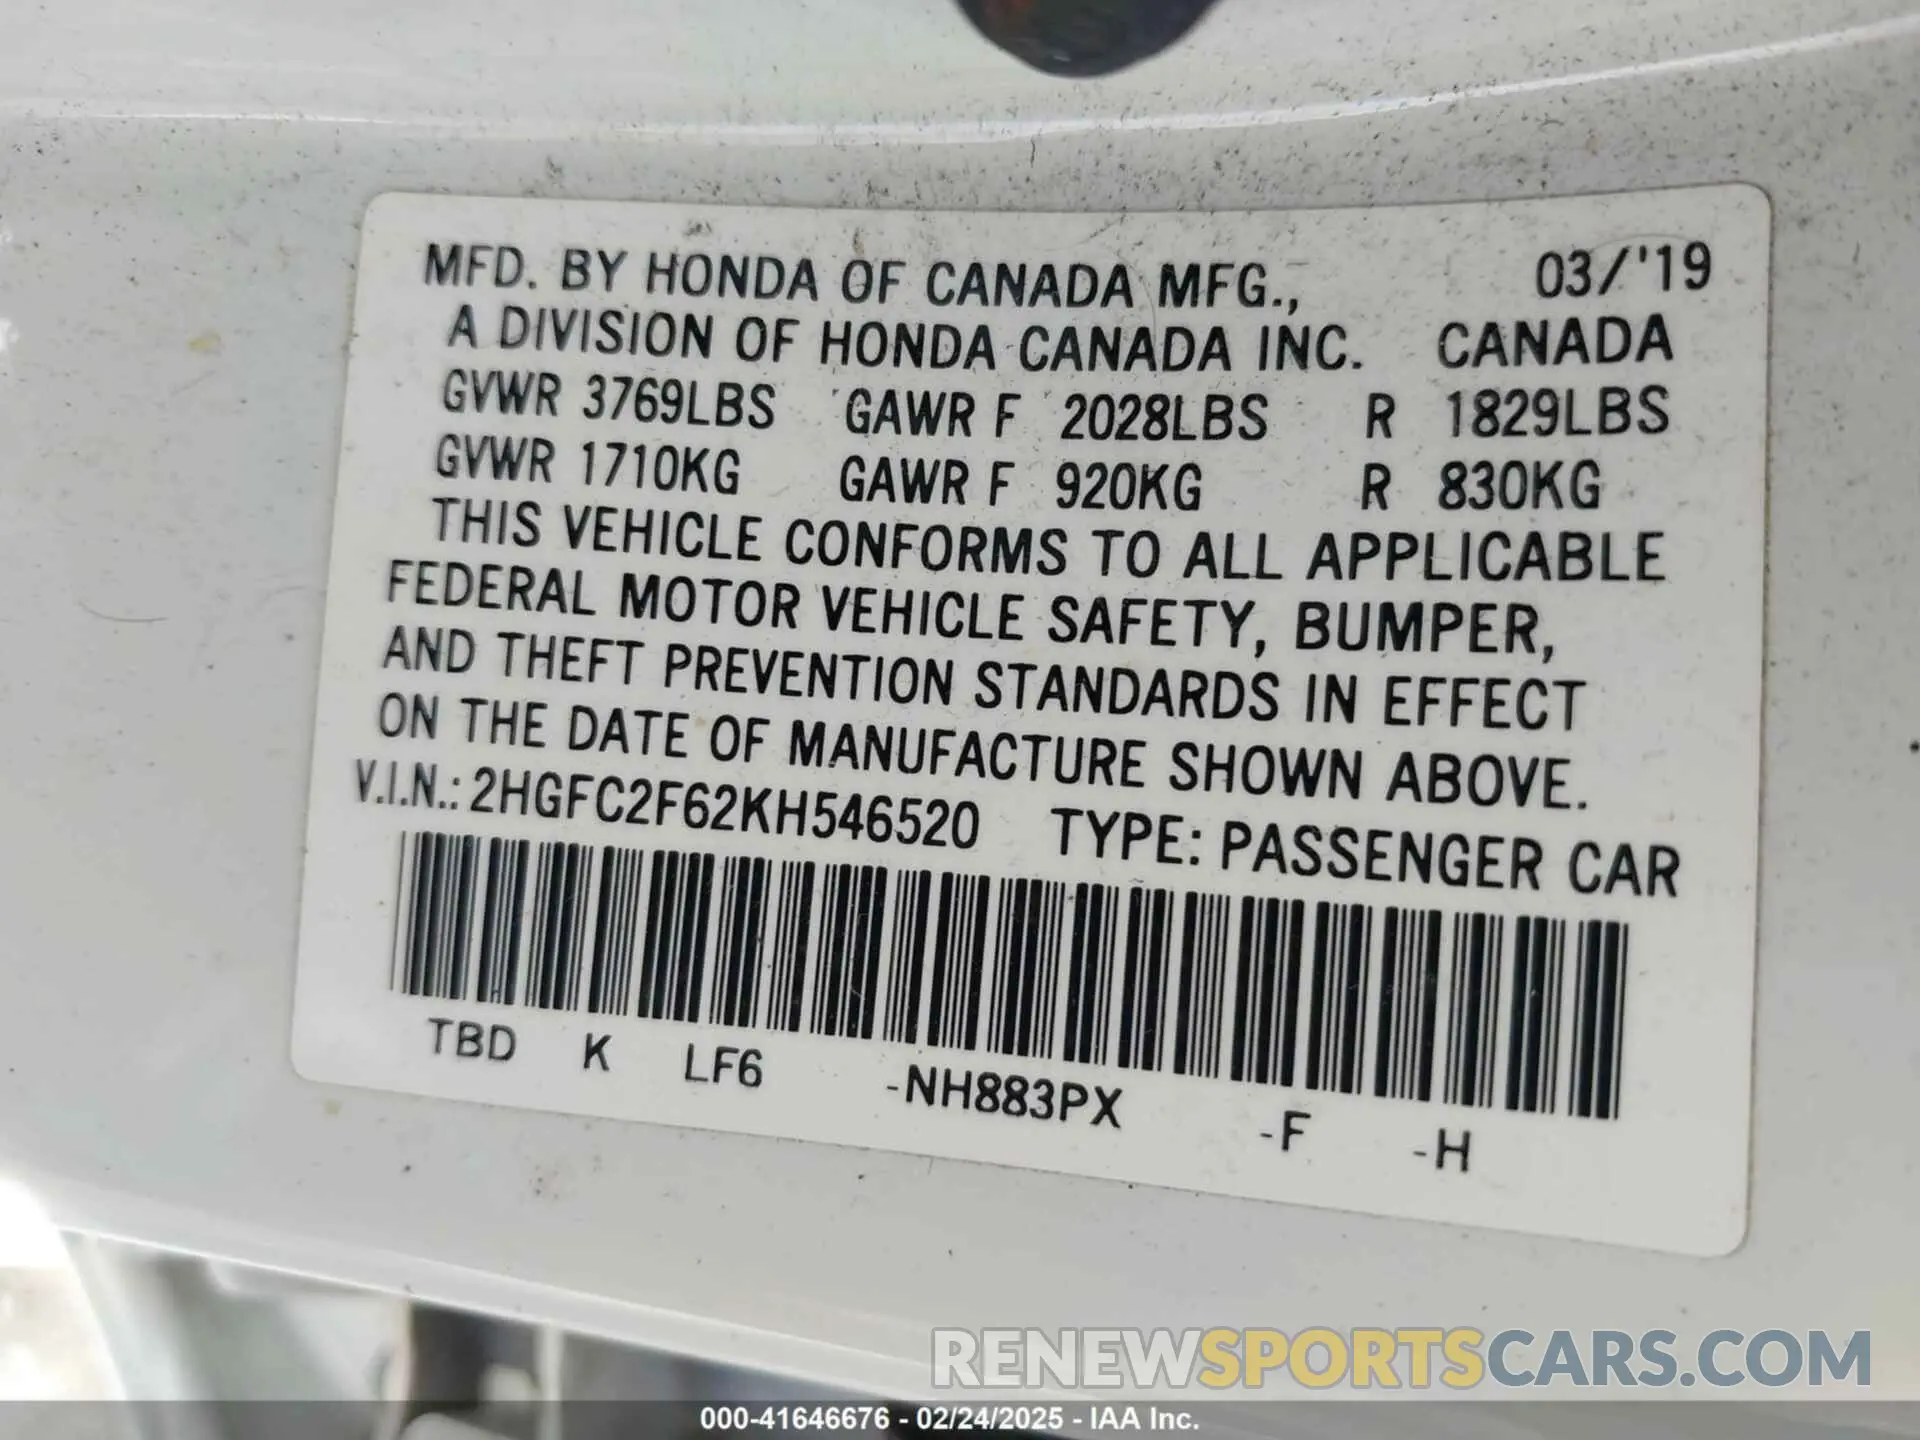 MFD. BY HONDA OF CANADA MFG., 03/'19
A DIVISION OF HONDA CANADA INC. CANADA
GVWR 3769LBS GAWR F 2028LBS R 1829LBS
GVWR 1710KG GAWR F 920KG R 830KG
THIS VEHICLE CONFORMS TO ALL APPLICABLE
FEDERAL MOTOR VEHICLE SAFETY, BUMPER,
AND THEFT PREVENTION STANDARDS IN EFFECT
ON THE DATE OF MANUFACTURE SHOWN ABOVE.
V.I.N.: 2HGFC2F62KH546520 TYPE: PASSENGER CAR
TBD K LF6 -NH883PX -F -H
RENEWSPORTSCARS.COM
000-41646676 - 02/24/2025 - IAA Inc.